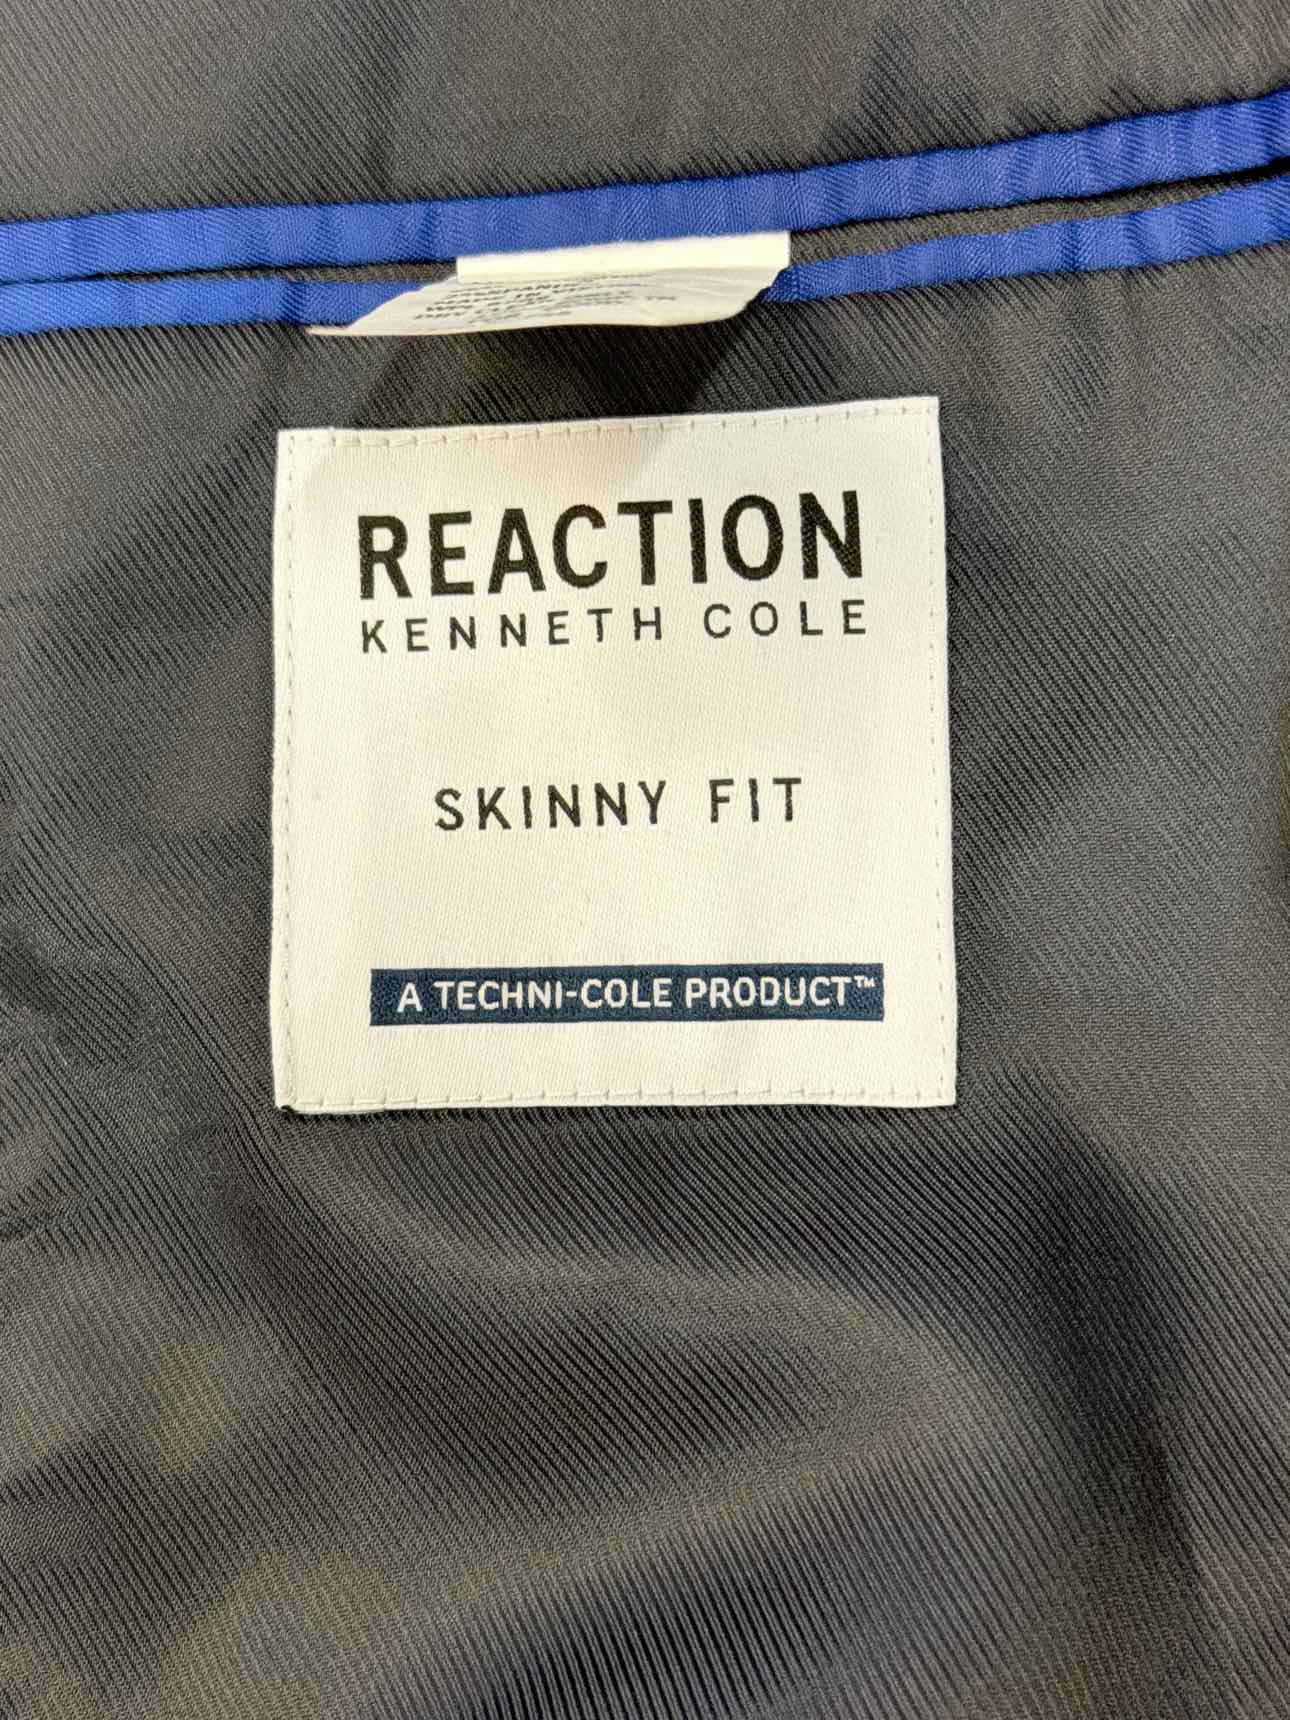 REACTION
KENNETH COLE
SKINNY FIT
A TECHNI-COLE PRODUCT™